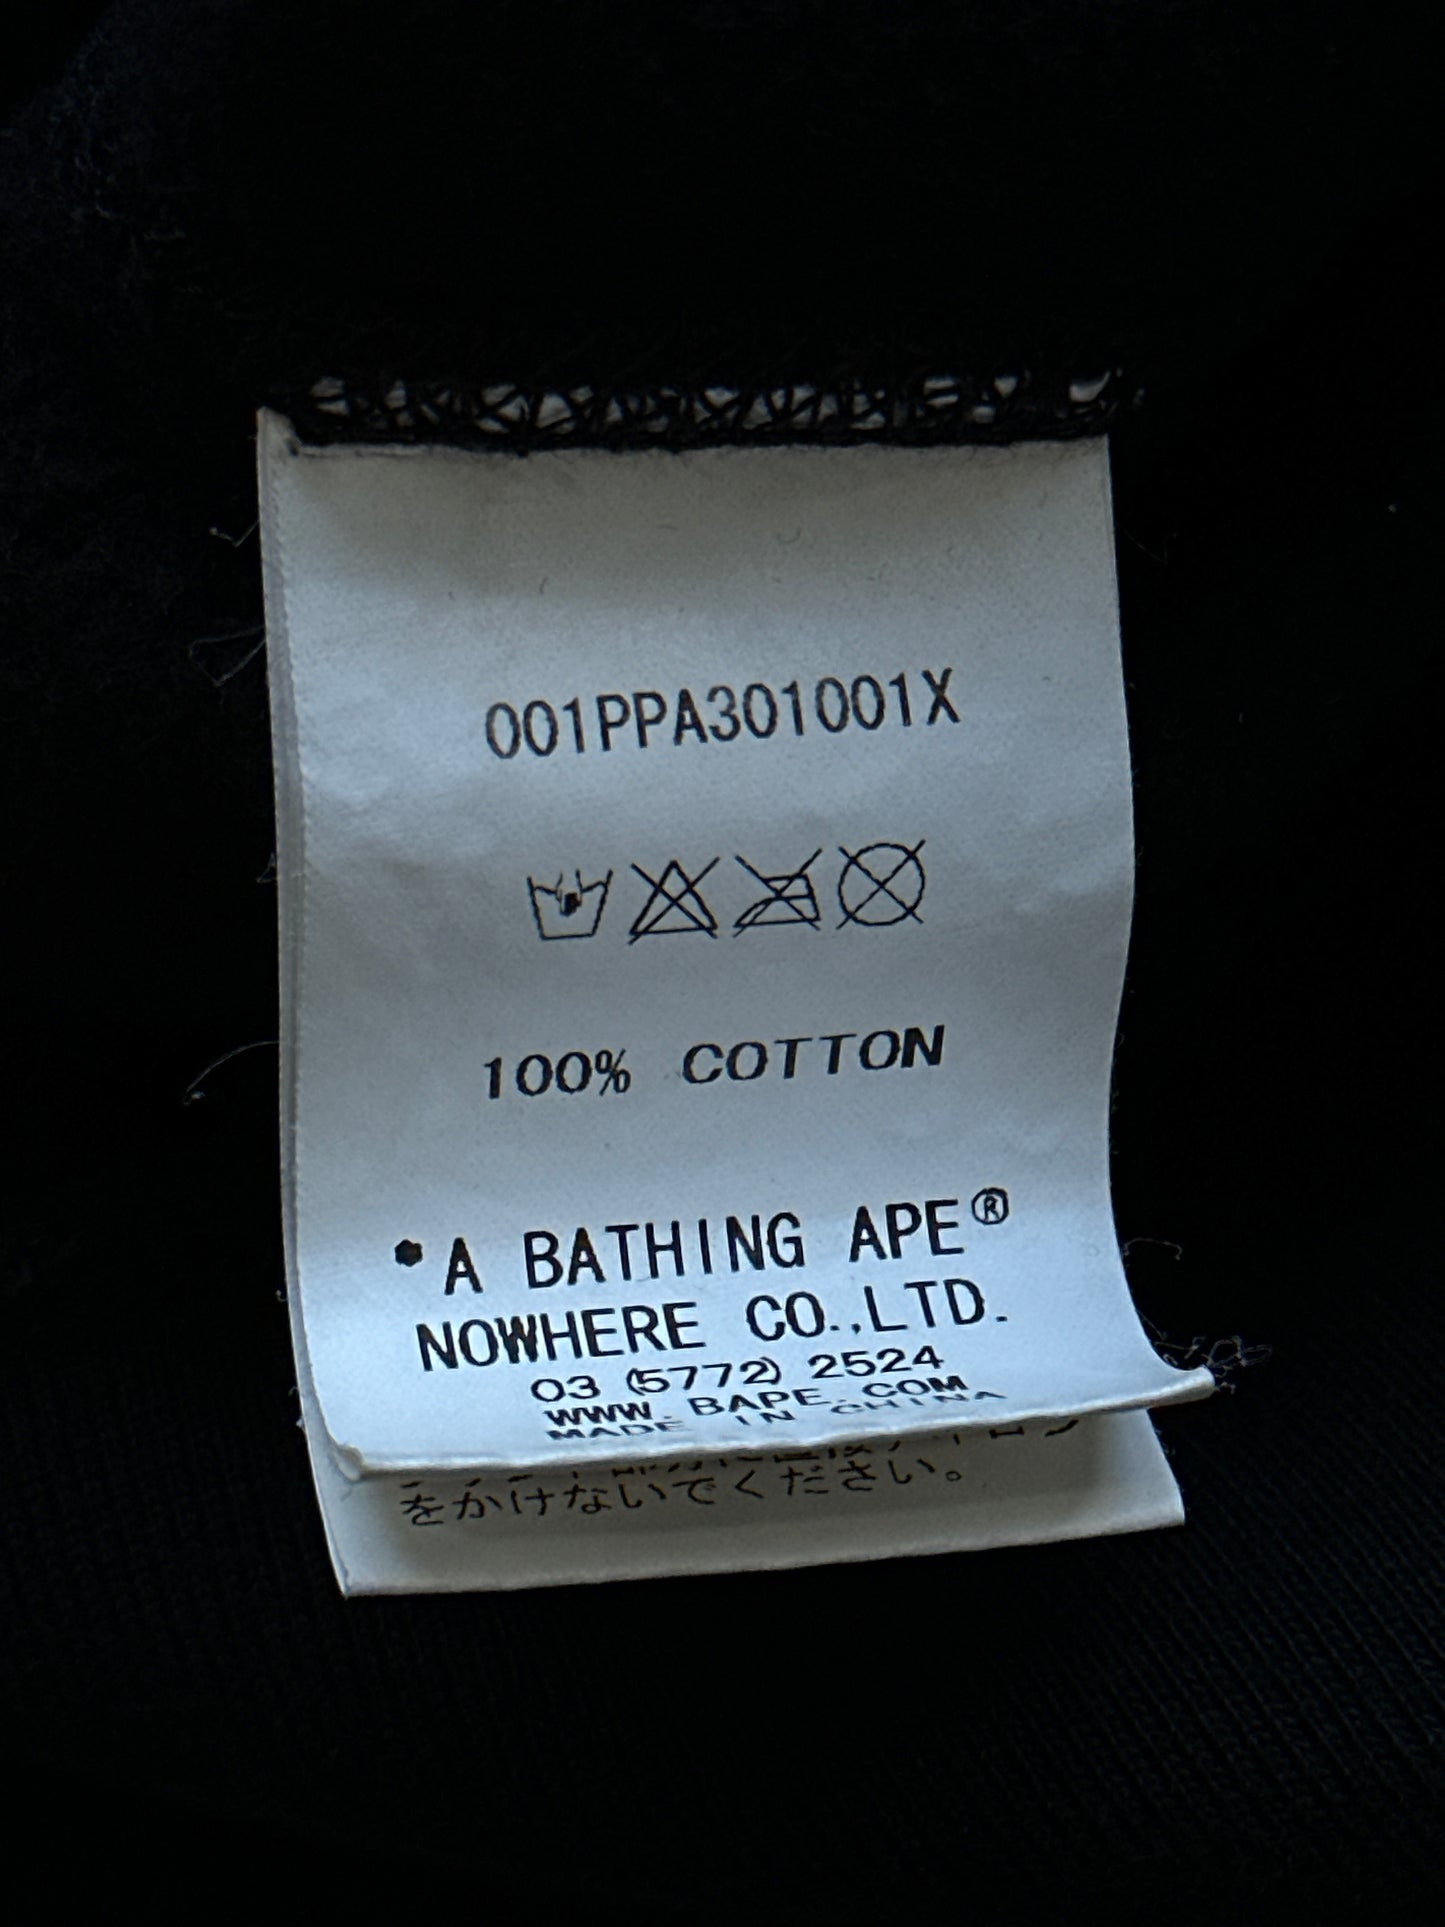 001PPA301001X
100% COTTON
*A BATHING APE®
NOWHERE CO.,LTD.
03 (5772) 2524
WWW. BAPE. COM
MADE IN CHINA
をかけないでください。